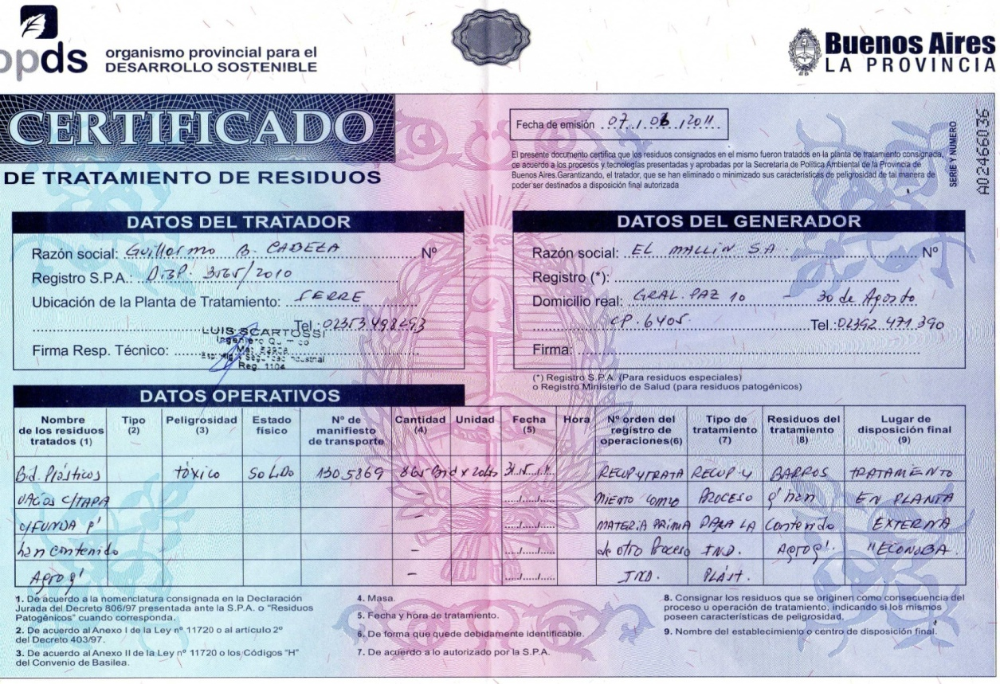 opds organismo provincial para el
DESARROLLO SOSTENIBLE
Buenos Aires
LA PROVINCIA
CERTIFICADO
DE TRATAMIENTO DE RESIDUOS
Fecha de emisión 07/06/2011
El presente documento certifica que los residuos consignados en el mismo fueron tratados en la planta de tratamiento consignada,
de acuerdo a los procesos y tecnologías presentadas y aprobadas por la Secretaría de Política Ambiental de la Provincia de
Buenos Aires.Garantizando, el tratador, que se han eliminado o minimizado sus características de peligrosidad de tal manera de
poder ser destinados a disposición final autorizada
SERIE Y NUMERO
A02466036
DATOS DEL TRATADOR
Razón social: Guillermo B. CABEZA Nº
Registro S.P.A.: DISP. 3565/2010
Ubicación de la Planta de Tratamiento: SERRE
Tel.:02353 498293
Firma Resp. Técnico:
LUIS SCARTOSSI
Ingeniero Químico
Reg. 1104
DATOS DEL GENERADOR
Razón social: EL MALLIN SA. Nº
Registro (*):
Domicilio real: GRAL. PAZ 10 - 30 de Agosto
CP. 6405 Tel.:02392 471 390
Firma:
(*) Registro S.P.A. (Para residuos especiales)
o Registro Ministerio de Salud (para residuos patogénicos)
DATOS OPERATIVOS
Nombre de los residuos tratados (1) Tipo (2) Peligrosidad (3) Estado físico Nº de manifiesto de transporte Cantidad (4) Unidad Fecha (5) Hora Nº orden del registro de operaciones(6) Tipo de tratamiento (7) Residuos del tratamiento (8) Lugar de disposición final (9)
Bid. Plásticos tóxico SoLiDo 1305869 865 Bid x 20lts 31/5/11 RECUP y TRATA RECUP y BARROS TRATAMIENTO
VACíos C/TAPA - MIENTO COMO PROCESO q' han EN PLANTA
C/FUNDA q' - MATERIA PRIMA PARA LA Contenido EXTERNA
han contenido - de otro Proceso IND. Agroq'. "ECONOBA.
Agroq' - IND. PLÁST.
1. De acuerdo a la nomenclatura consignada en la Declaración
Jurada del Decreto 806/97 presentada ante la S.P.A. o "Residuos
Patogénicos" cuando corresponda.
2. De acuerdo al Anexo I de la Ley nº 11720 o al artículo 2º
del Decreto 403/97.
3. De acuerdo al Anexo II de la Ley nº 11720 o los Códigos "H"
del Convenio de Basilea.
4. Masa.
5. Fecha y hora de tratamiento.
6. De forma que quede debidamente identificable.
7. De acuerdo a lo autorizado por la S.P.A.
8. Consignar los residuos que se originen como consecuencia del
proceso u operación de tratamiento, indicando si los mismos
poseen características de peligrosidad.
9. Nombre del establecimiento o centro de disposición final.